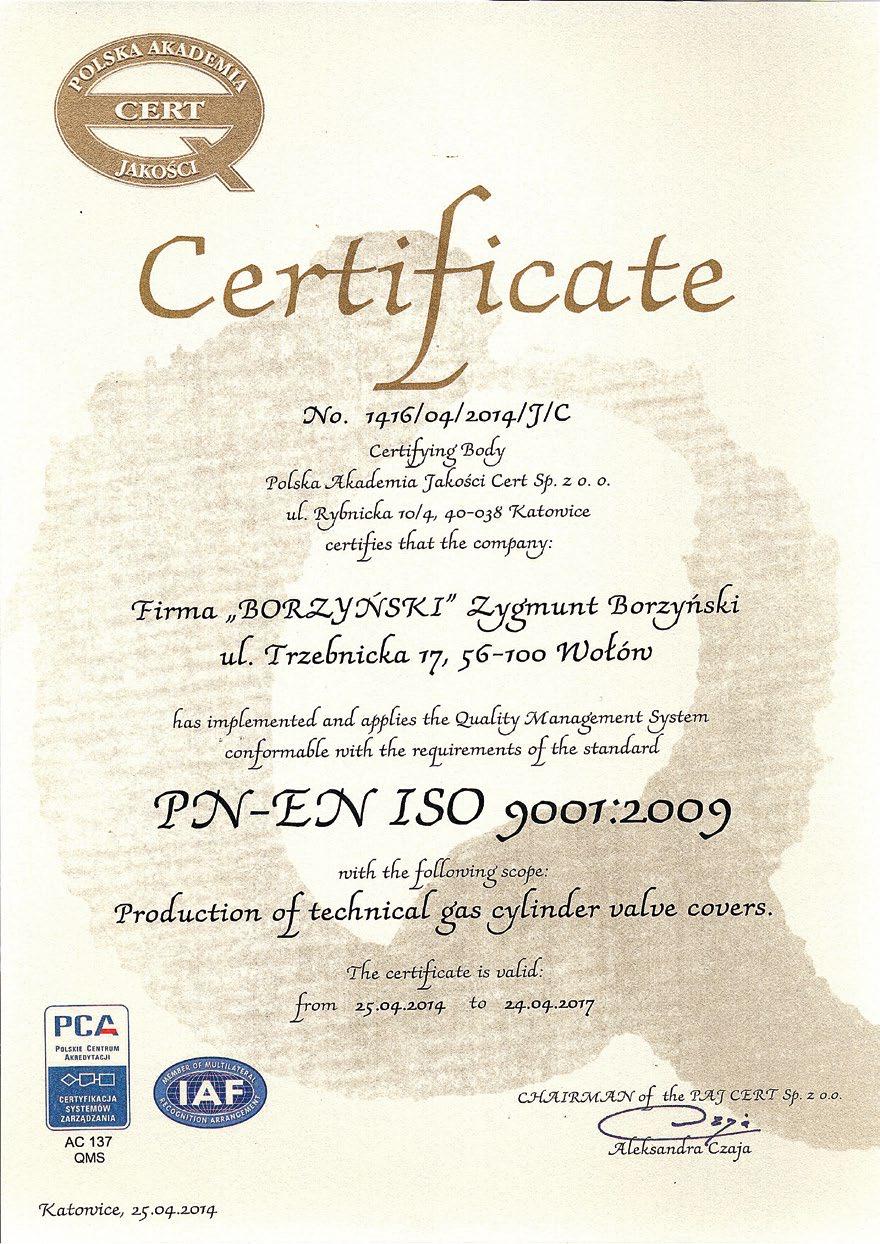 POLSKA AKADEMIA
CERT
JAKOŚCI
Certificate
No. 1416/04/2014/J/C
Certifying Body
Polska Akademia Jakości Cert Sp. z o. o.
ul. Rybnicka 10/4, 40-038 Katowice
certifies that the company:
Firma „BORZYŃSKI” Zygmunt Borzyński
ul. Trzebnicka 17, 56-100 Wołów
has implemented and applies the Quality Management System
conformable with the requirements of the standard
PN-EN ISO 9001:2009
with the following scope:
Production of technical gas cylinder valve covers.
The certificate is valid:
from 25.04.2014 to 24.04.2017
PCA
POLSKIE CENTRUM
AKREDYTACJI
CERTYFIKACJA
SYSTEMÓW
ZARZĄDZANIA
AC 137
QMS
MEMBER OF MULTILATERAL
IAF
RECOGNITION ARRANGEMENT
CHAIRMAN of the PAJ CERT Sp. z o.o.
Czaja
Aleksandra Czaja
Katowice, 25.04.2014